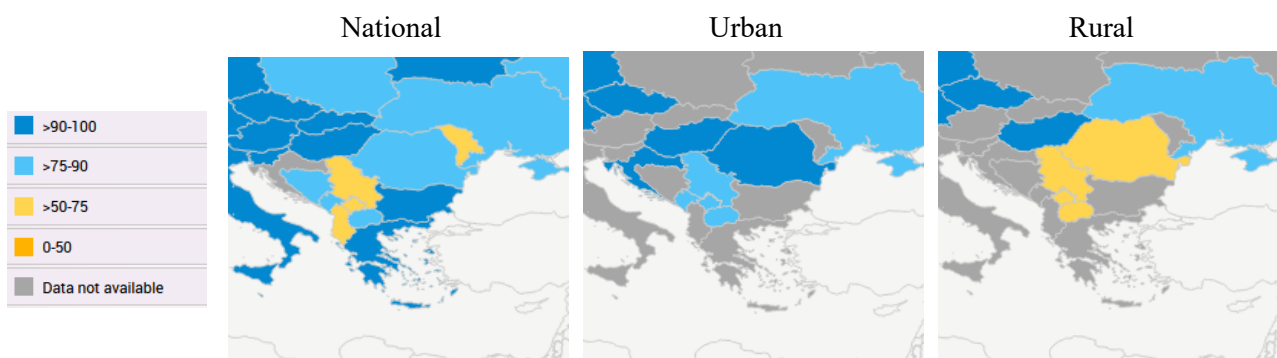 National
Urban
Rural
>90-100
>75-90
>50-75
0-50
Data not available